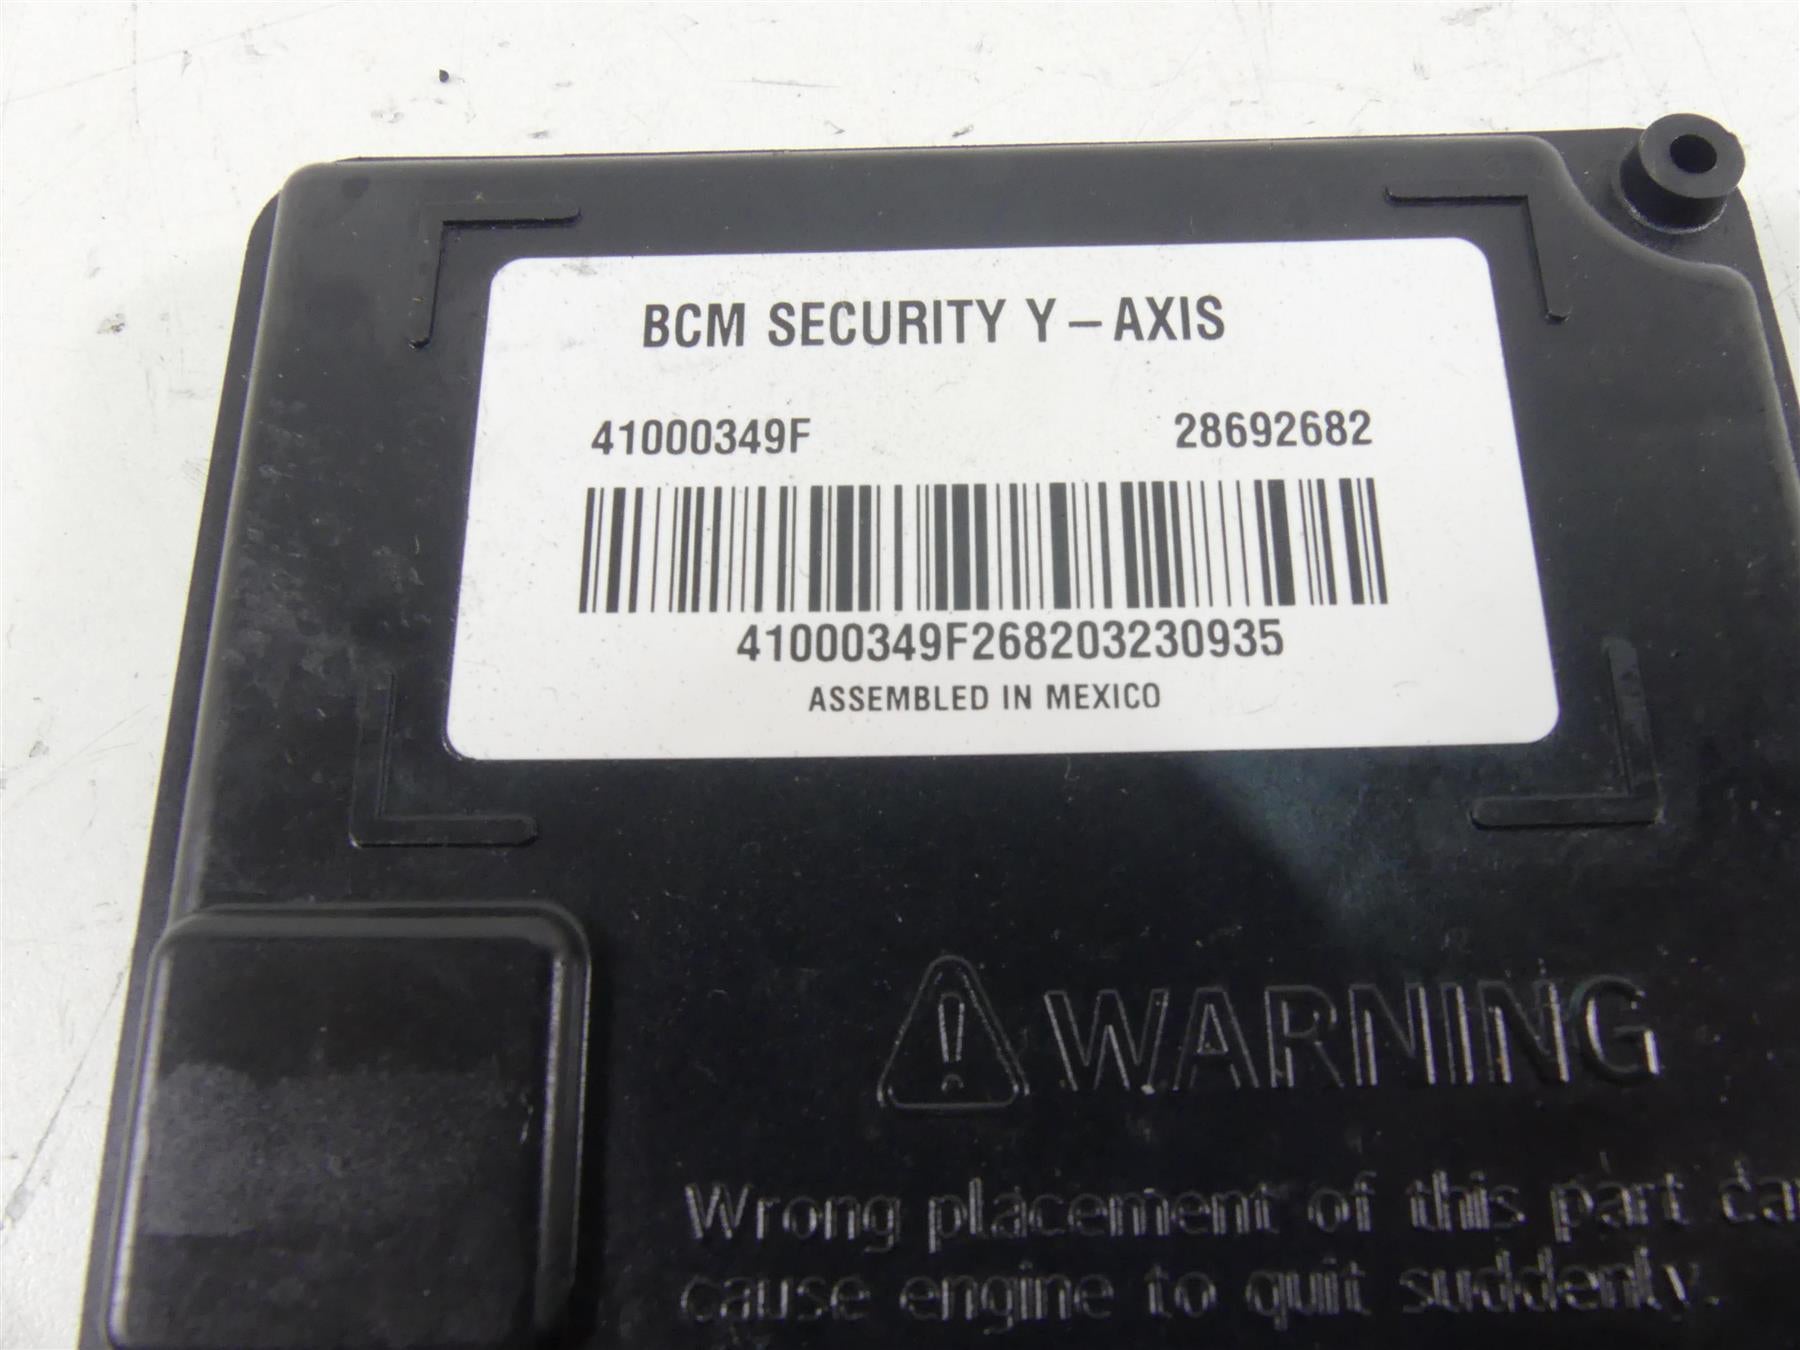 BCM SECURITY Y – AXIS
41000349F 28692682
41000349F268203230935
ASSEMBLED IN MEXICO
WARNING
Wrong placement of this part
cause engine to quit suddenly.